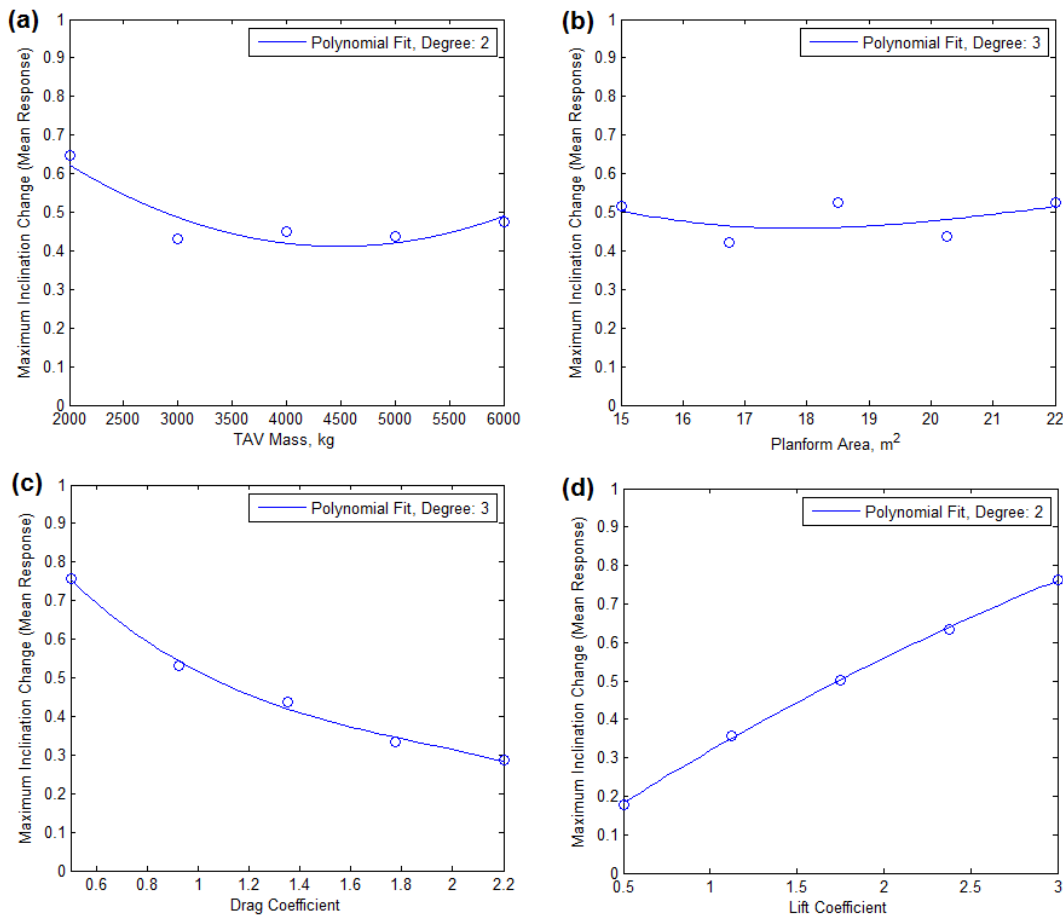 (a)
Maximum Inclination Change (Mean Response)
1
0.9
0.8
0.7
0.6
0.5
0.4
0.3
0.2
0.1
0
Polynomial Fit, Degree: 2
2000 2500 3000 3500 4000 4500 5000 5500 6000
TAV Mass, kg
(b)
Maximum Inclination Change (Mean Response)
1
0.9
0.8
0.7
0.6
0.5
0.4
0.3
0.2
0.1
0
Polynomial Fit, Degree: 3
15 16 17 18 19 20 21 22
Planform Area, m²
(c)
Maximum Inclination Change (Mean Response)
1
0.9
0.8
0.7
0.6
0.5
0.4
0.3
0.2
0.1
0
Polynomial Fit, Degree: 3
0.6 0.8 1 1.2 1.4 1.6 1.8 2 2.2
Drag Coefficient
(d)
Maximum Inclination Change (Mean Response)
1
0.9
0.8
0.7
0.6
0.5
0.4
0.3
0.2
0.1
0
Polynomial Fit, Degree: 2
0.5 1 1.5 2 2.5 3
Lift Coefficient